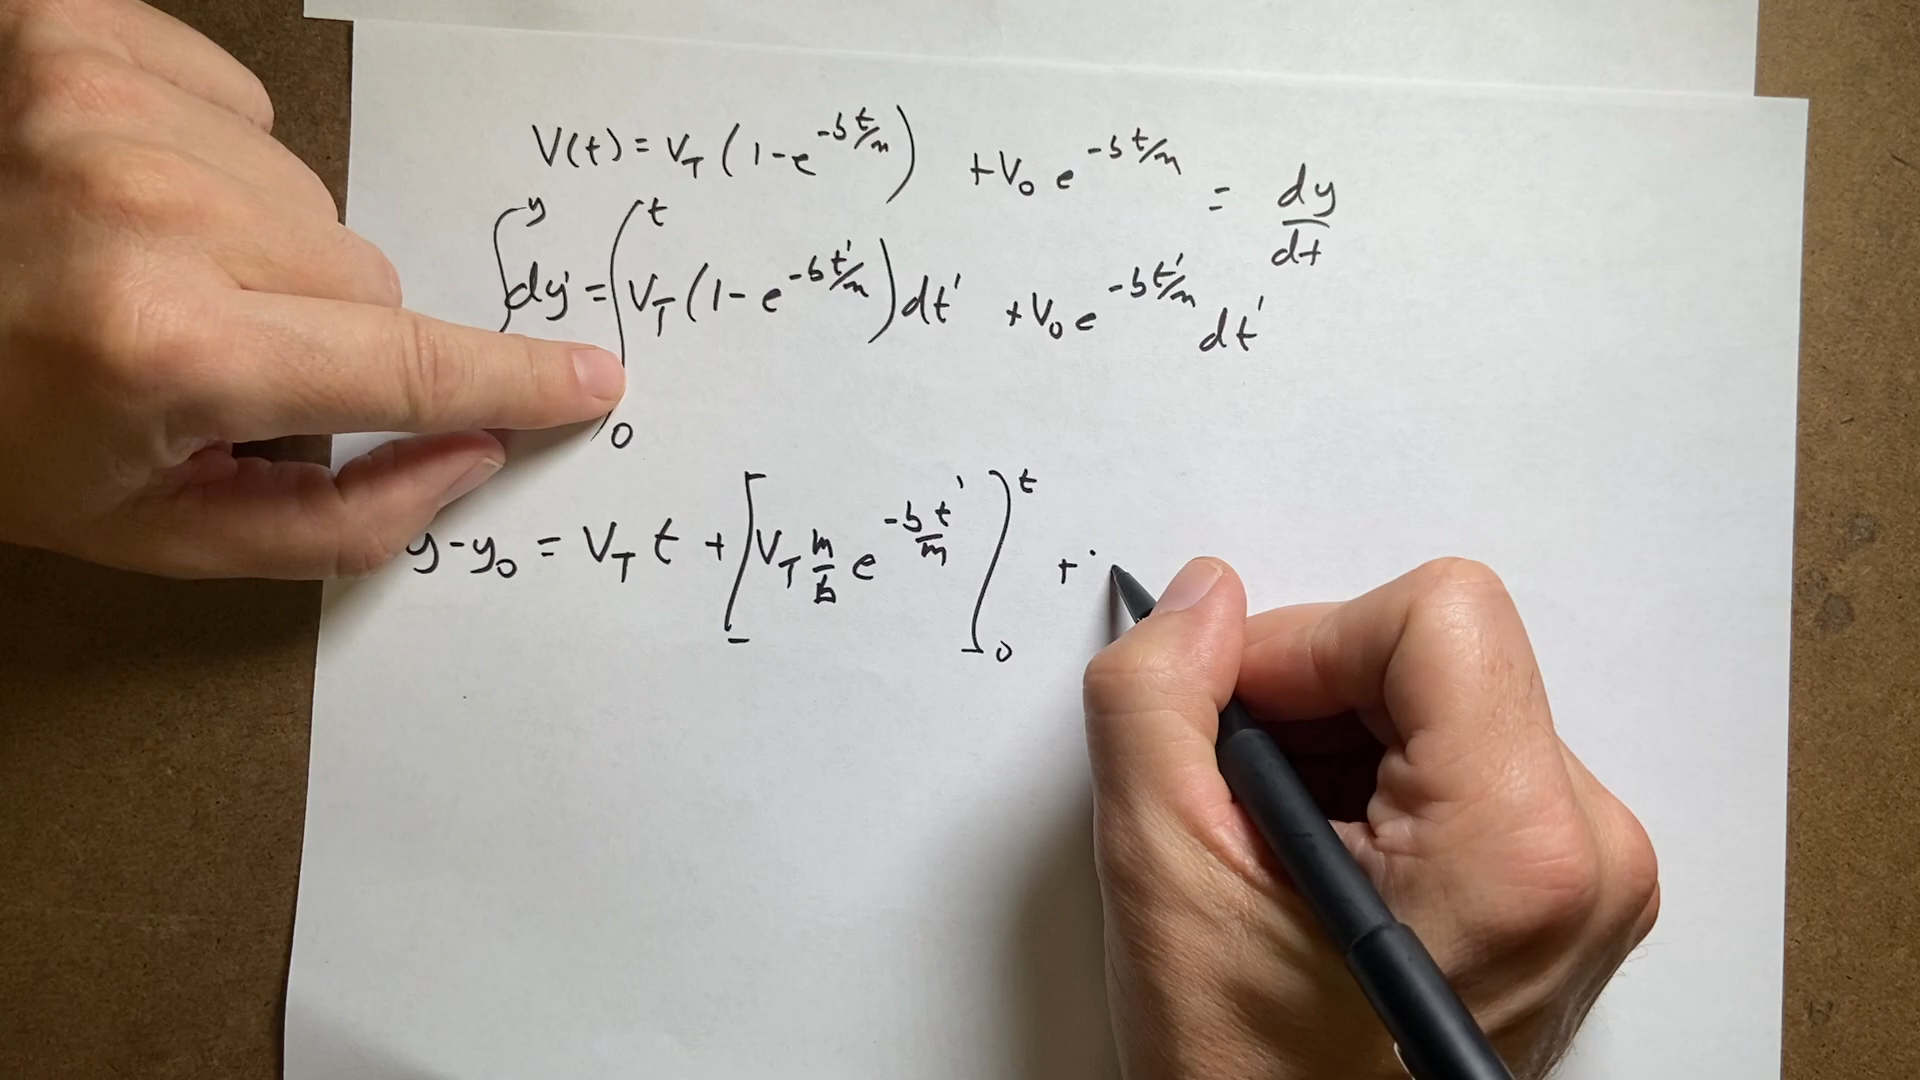 V(t) = V_T (1 - e^{-bt/m}) + V_0 e^{-bt/m} = dy/dt
∫^y dy' = ∫_0^t V_T (1 - e^{-bt'/m}) dt' + V_0 e^{-bt'/m} dt'
y - y_0 = V_T t + [V_T m/b e^{-bt'/m}]_0^t +